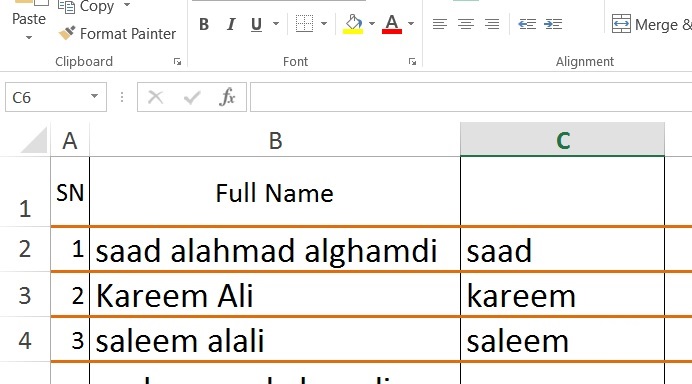 Copy
Paste
Format Painter
B I U A
Merge &
Clipboard
Font
Alignment
C6
fx
A B C
1 SN Full Name
2 1 saad alahmad alghamdi saad
3 2 Kareem Ali kareem
4 3 saleem alali saleem